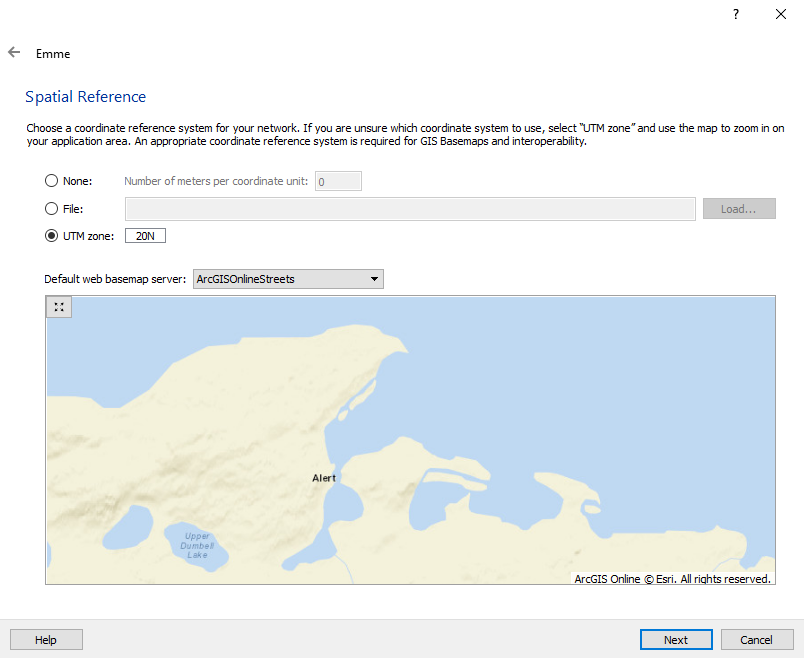 ?
Emme
Spatial Reference
Choose a coordinate reference system for your network. If you are unsure which coordinate system to use, select “UTM zone” and use the map to zoom in on
your application area. An appropriate coordinate reference system is required for GIS Basemaps and interoperability.
None: Number of meters per coordinate unit: 0
File: Load...
UTM zone: 20N
Default web basemap server: ArcGISOnlineStreets
Alert
Upper
Dumbell
Lake
ArcGIS Online © Esri. All rights reserved.
Help Next Cancel